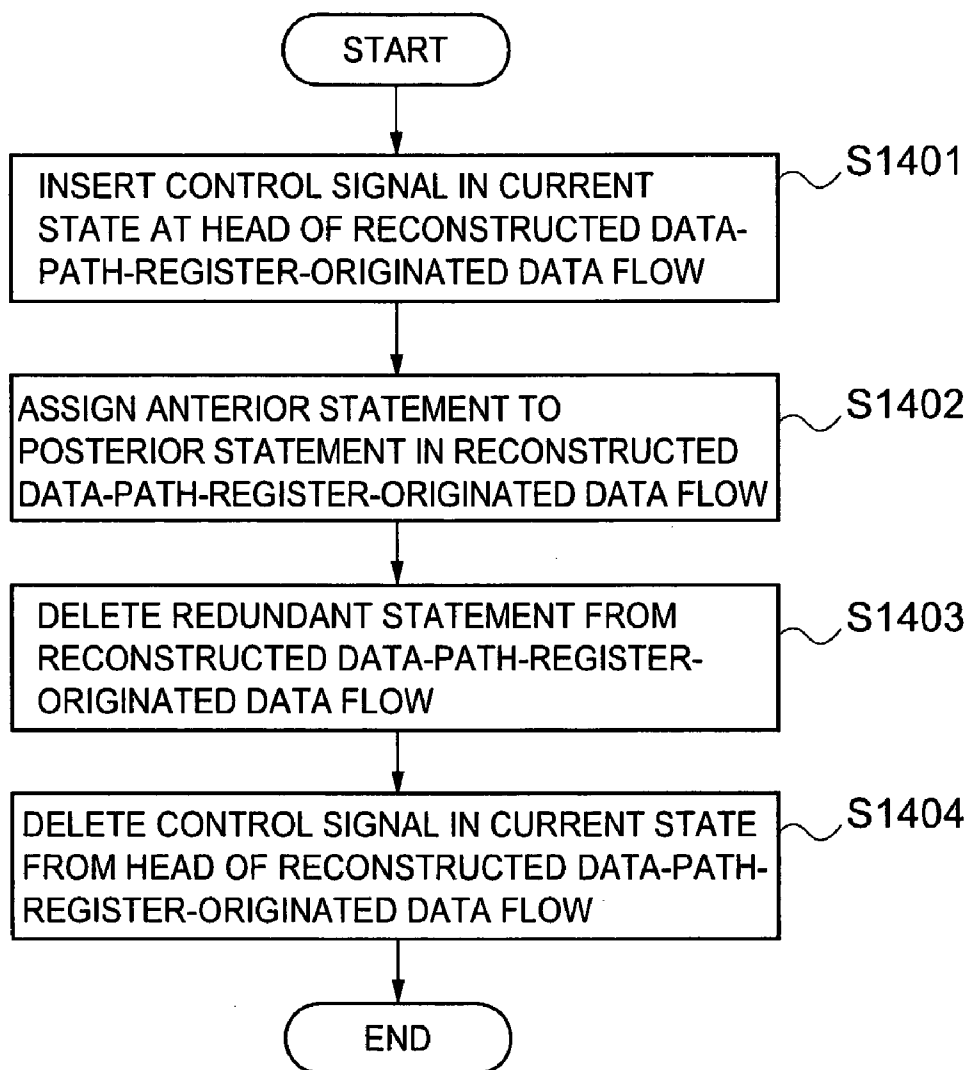 START
S1401
INSERT CONTROL SIGNAL IN CURRENT
STATE AT HEAD OF RECONSTRUCTED DATA-
PATH-REGISTER-ORIGINATED DATA FLOW
S1402
ASSIGN ANTERIOR STATEMENT TO
POSTERIOR STATEMENT IN RECONSTRUCTED
DATA-PATH-REGISTER-ORIGINATED DATA FLOW
S1403
DELETE REDUNDANT STATEMENT FROM
RECONSTRUCTED DATA-PATH-REGISTER-
ORIGINATED DATA FLOW
S1404
DELETE CONTROL SIGNAL IN CURRENT STATE
FROM HEAD OF RECONSTRUCTED DATA-PATH-
REGISTER-ORIGINATED DATA FLOW
END